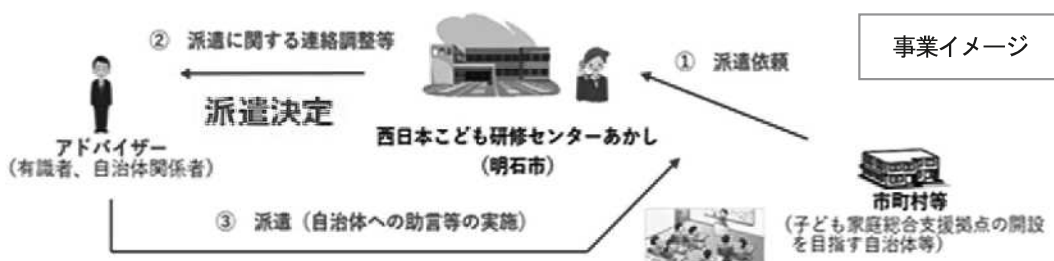 事業イメージ
① 派遣依頼
② 派遣に関する連絡調整等
派遣決定
西日本こども研修センターあかし
(明石市)
アドバイザー
(有識者、自治体関係者)
市町村等
(子ども家庭総合支援拠点の開設
を目指す自治体等)
③ 派遣(自治体への助言等の実施)